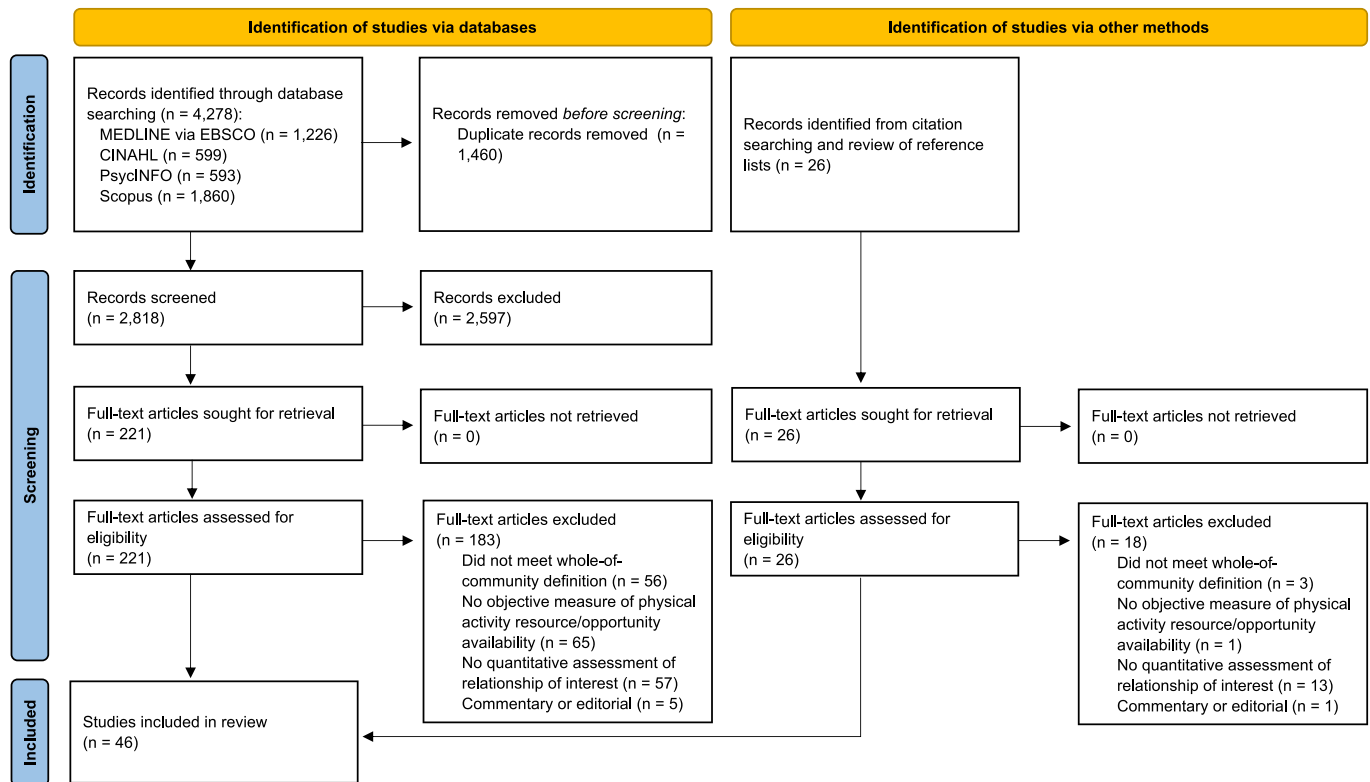 Identification of studies via databases
Identification of studies via other methods
Identification
Records identified through database
searching (n = 4,278):
MEDLINE via EBSCO (n = 1,226)
CINAHL (n = 599)
PsycINFO (n = 593)
Scopus (n = 1,860)
Records removed before screening:
Duplicate records removed (n =
1,460)
Records identified from citation
searching and review of reference
lists (n = 26)
Screening
Records screened
(n = 2,818)
Records excluded
(n = 2,597)
Full-text articles sought for retrieval
(n = 221)
Full-text articles not retrieved
(n = 0)
Full-text articles sought for retrieval
(n = 26)
Full-text articles not retrieved
(n = 0)
Full-text articles assessed for
eligibility
(n = 221)
Full-text articles excluded
(n = 183)
Did not meet whole-of-
community definition (n = 56)
No objective measure of physical
activity resource/opportunity
availability (n = 65)
No quantitative assessment of
relationship of interest (n = 57)
Commentary or editorial (n = 5)
Full-text articles assessed for
eligibility
(n = 26)
Full-text articles excluded
(n = 18)
Did not meet whole-of-
community definition (n = 3)
No objective measure of physical
activity resource/opportunity
availability (n = 1)
No quantitative assessment of
relationship of interest (n = 13)
Commentary or editorial (n = 1)
Included
Studies included in review
(n = 46)